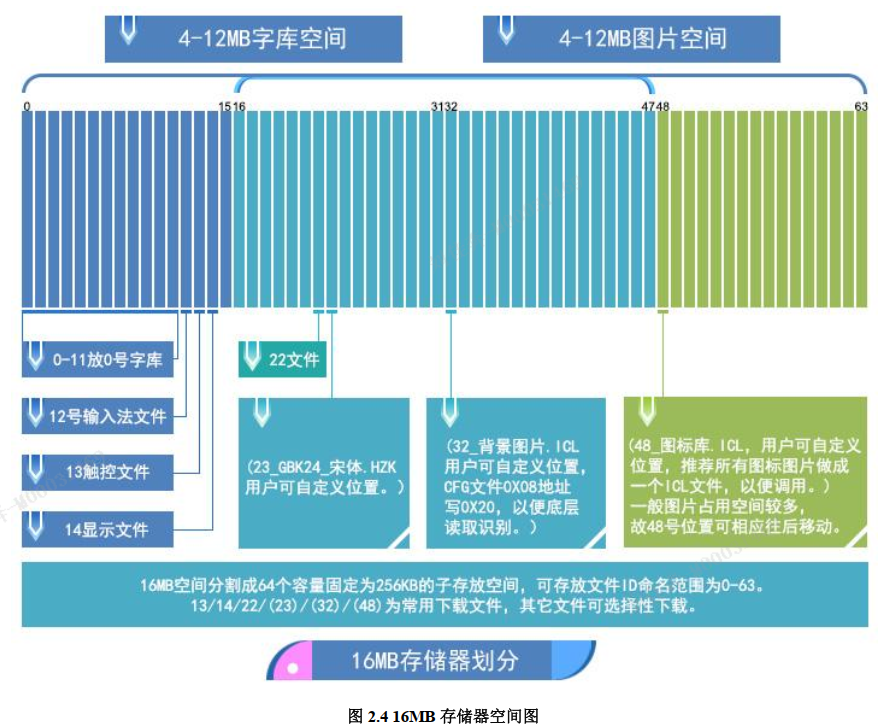 4-12MB字库空间
4-12MB图片空间
0
15 16
31 32
47 48
63
0-11放0号字库
22文件
12号输入法文件
13触控文件
14显示文件
(23_GBK24_宋体.HZK
用户可自定义位置。)
(32_背景图片.ICL
用户可自定义位置,
CFG文件0X08地址
写0X20, 以便底层
读取识别。)
(48_图标库.ICL, 用户可自定义
位置, 推荐所有图标图片做成
一个ICL文件, 以便调用。)
一般图片占用空间较多,
故48号位置可相应往后移动。
16MB空间分割成64个容量固定为256KB的子存放空间, 可存放文件ID命名范围为0-63。
13/14/22/(23)/(32)/(48)为常用下载文件, 其它文件可选择性下载。
16MB存储器划分
图 2.4 16MB 存储器空间图